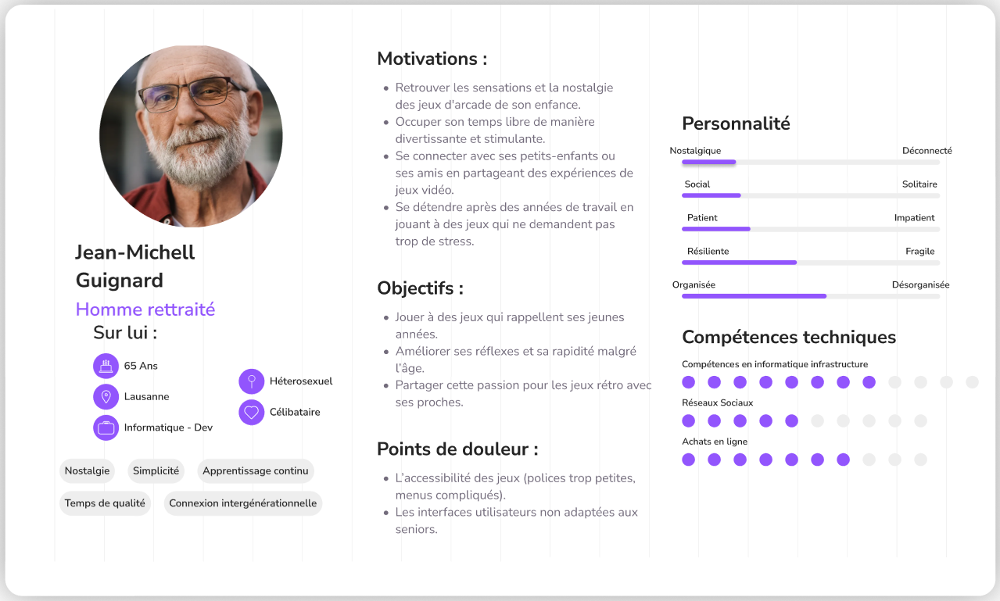 Jean-Michell
Guignard
Homme rettraité
Sur lui :
65 Ans
Lausanne
Informatique - Dev
Héterosexuel
Célibataire
Nostalgie
Simplicité
Apprentissage continu
Temps de qualité
Connexion intergénérationnelle
Motivations :
Retrouver les sensations et la nostalgie
des jeux d'arcade de son enfance.
Occuper son temps libre de manière
divertissante et stimulante.
Se connecter avec ses petits-enfants ou
ses amis en partageant des expériences de
jeux vidéo.
Se détendre après des années de travail en
jouant à des jeux qui ne demandent pas
trop de stress.
Objectifs :
Jouer à des jeux qui rappellent ses jeunes
années.
Améliorer ses réflexes et sa rapidité malgré
l’âge.
Partager cette passion pour les jeux rétro avec
ses proches.
Points de douleur :
L’accessibilité des jeux (polices trop petites,
menus compliqués).
Les interfaces utilisateurs non adaptées aux
seniors.
Personnalité
Nostalgique Déconnecté
Social Solitaire
Patient Impatient
Résiliente Fragile
Organisée Désorganisée
Compétences techniques
Compétences en informatique infrastructure
Réseaux Sociaux
Achats en ligne